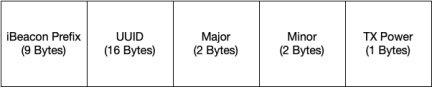 iBeacon Prefix
(9 Bytes)
UUID
(16 Bytes)
Major
(2 Bytes)
Minor
(2 Bytes)
TX Power
(1 Bytes)